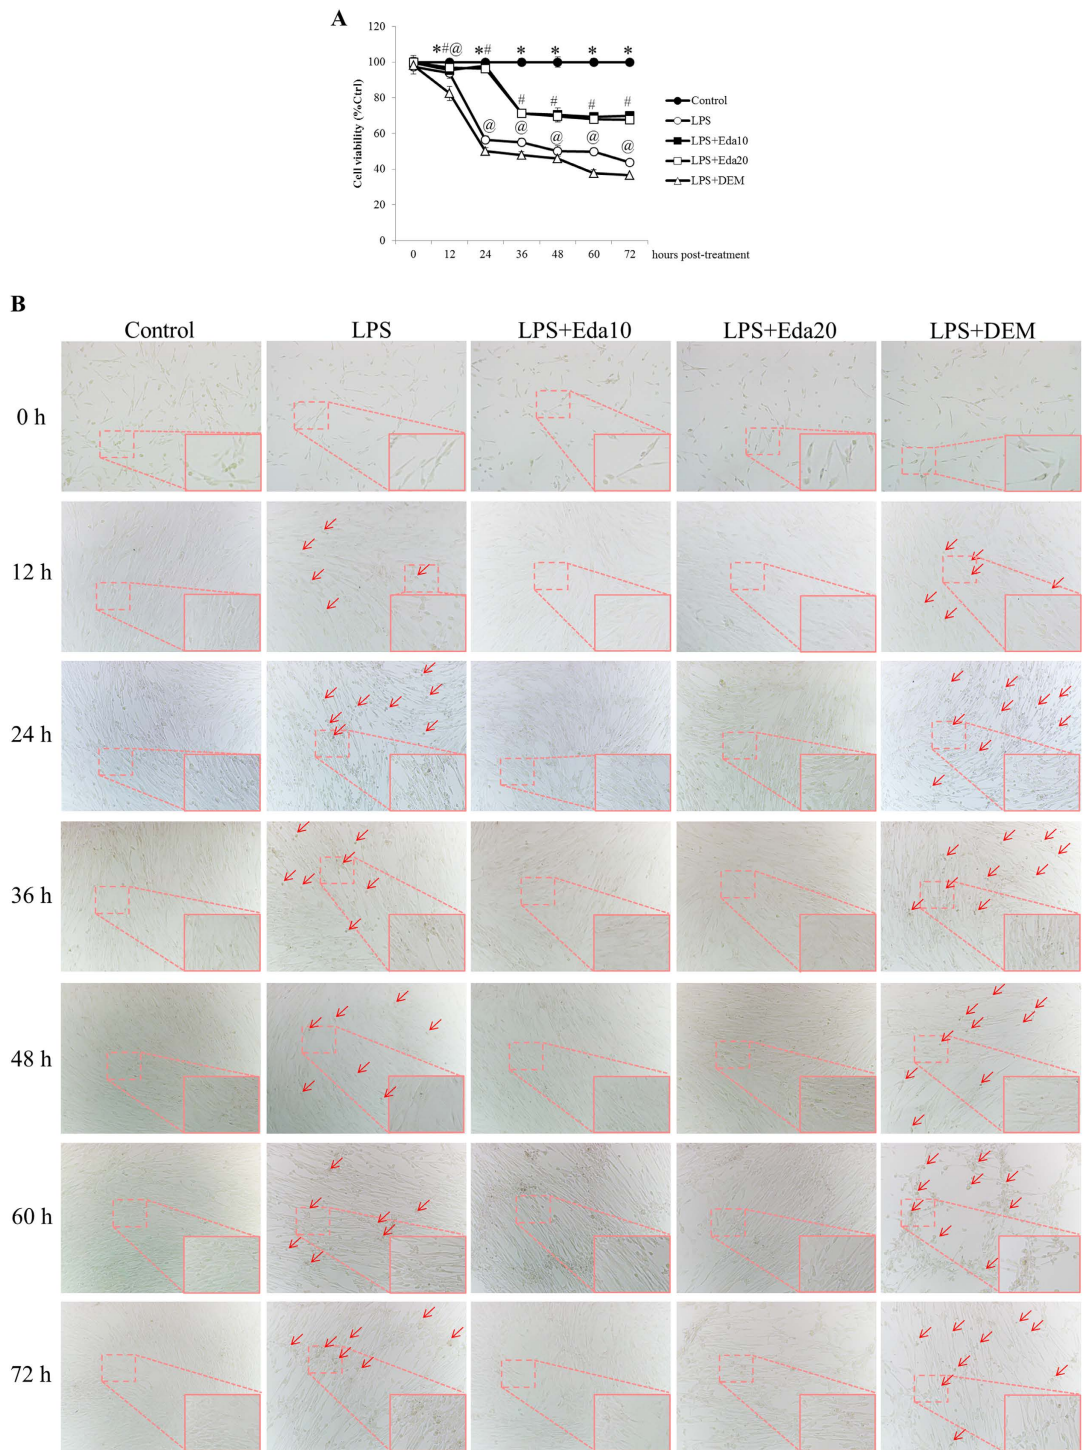 A
120
100
80
60
40
20
0
Cell viability (%Ctrl)
*#@ *# * * * *
# # # #
@ @ @ @ @
0 12 24 36 48 60 72 hours post-treatment
Control
LPS
LPS+Eda10
LPS+Eda20
LPS+DEM
B
Control LPS LPS+Eda10 LPS+Eda20 LPS+DEM
0 h
12 h
24 h
36 h
48 h
60 h
72 h